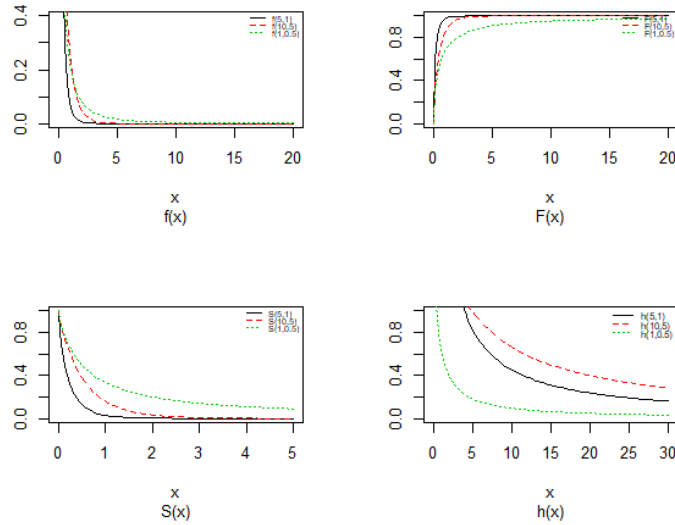 0.4
0.2
0.0
f(5,1)
f(10,5)
f(1,0.5)
0 5 10 15 20
x
f(x)
0.8
0.4
0.0
F(5,1)
F(10,5)
F(1,0.5)
0 5 10 15 20
x
F(x)
0.8
0.4
0.0
S(5,1)
S(10,5)
S(1,0.5)
0 1 2 3 4 5
x
S(x)
0.8
0.4
0.0
h(5,1)
h(10,5)
h(1,0.5)
0 5 10 15 20 25 30
x
h(x)